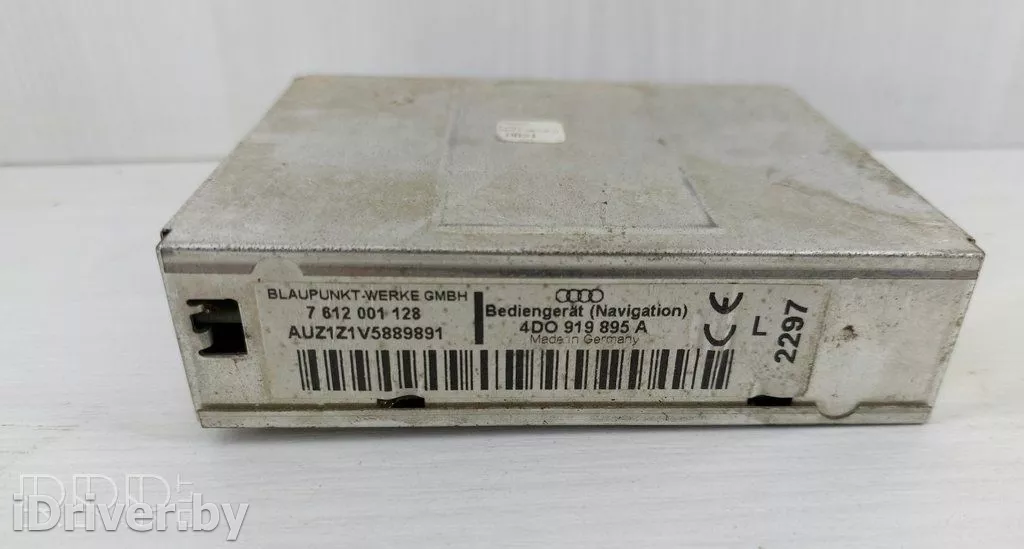 BLAUPUNKT-WERKE GMBH
7 612 001 128
AUZ1Z1V5889891
Bediengerät (Navigation)
4DO 919 895 A
Made in Germany
CE
L
2297
iDriver.by